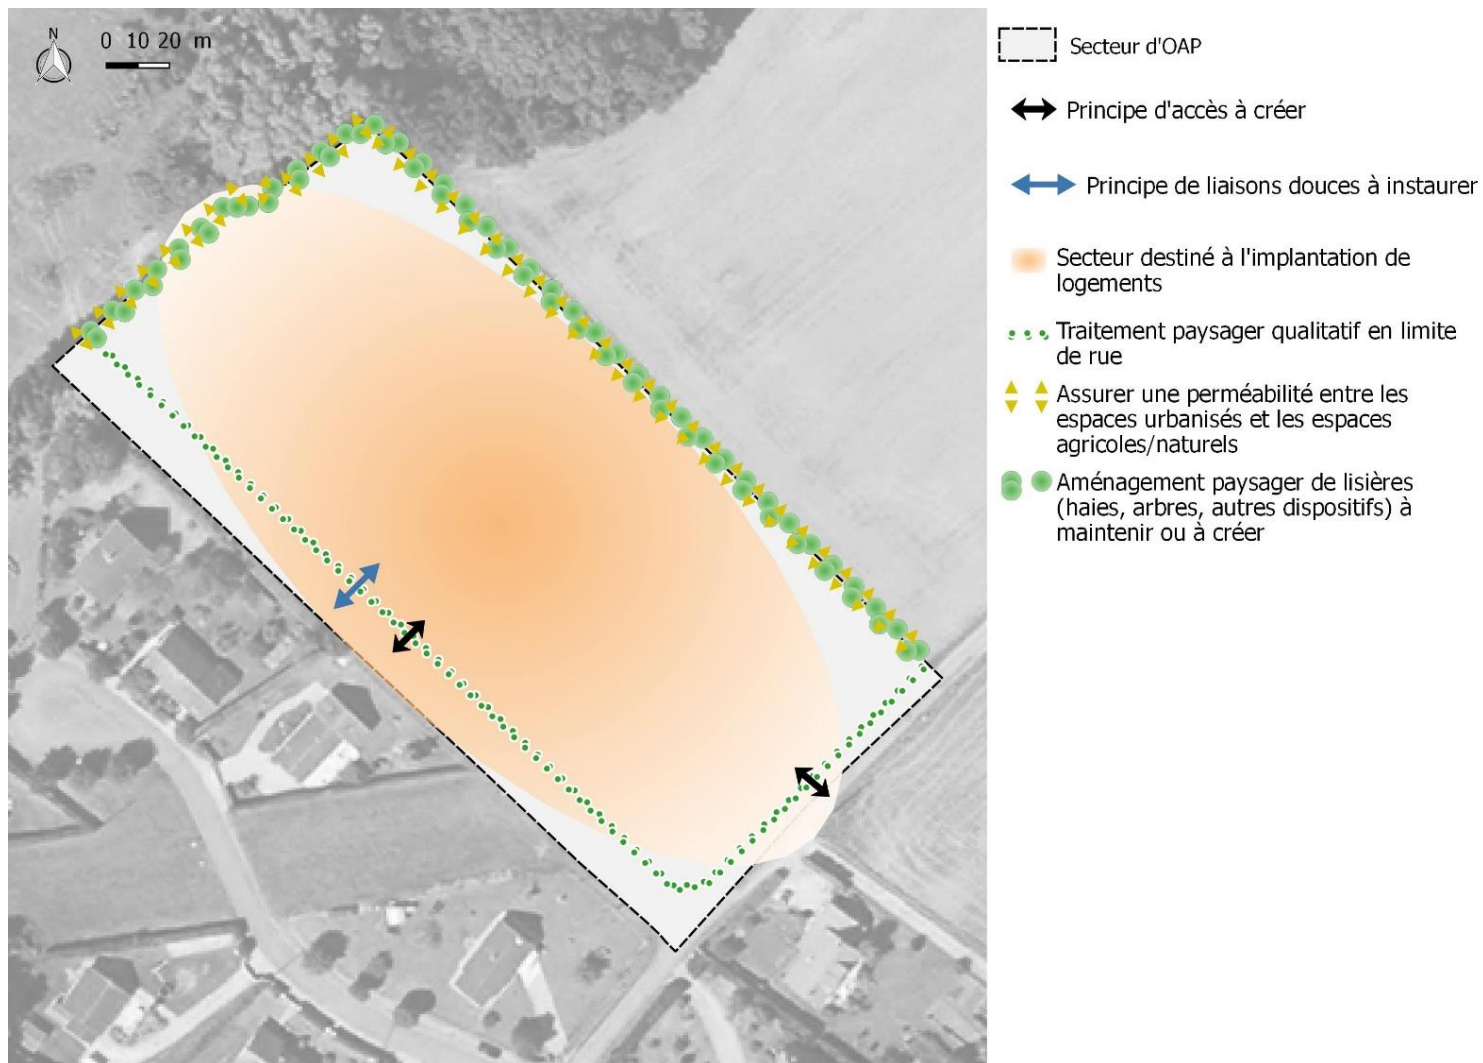 N
0 10 20 m
Secteur d'OAP
Principe d'accès à créer
Principe de liaisons douces à instaurer
Secteur destiné à l'implantation de
logements
Traitement paysager qualitatif en limite
de rue
Assurer une perméabilité entre les
espaces urbanisés et les espaces
agricoles/naturels
Aménagement paysager de lisières
(haies, arbres, autres dispositifs) à
maintenir ou à créer